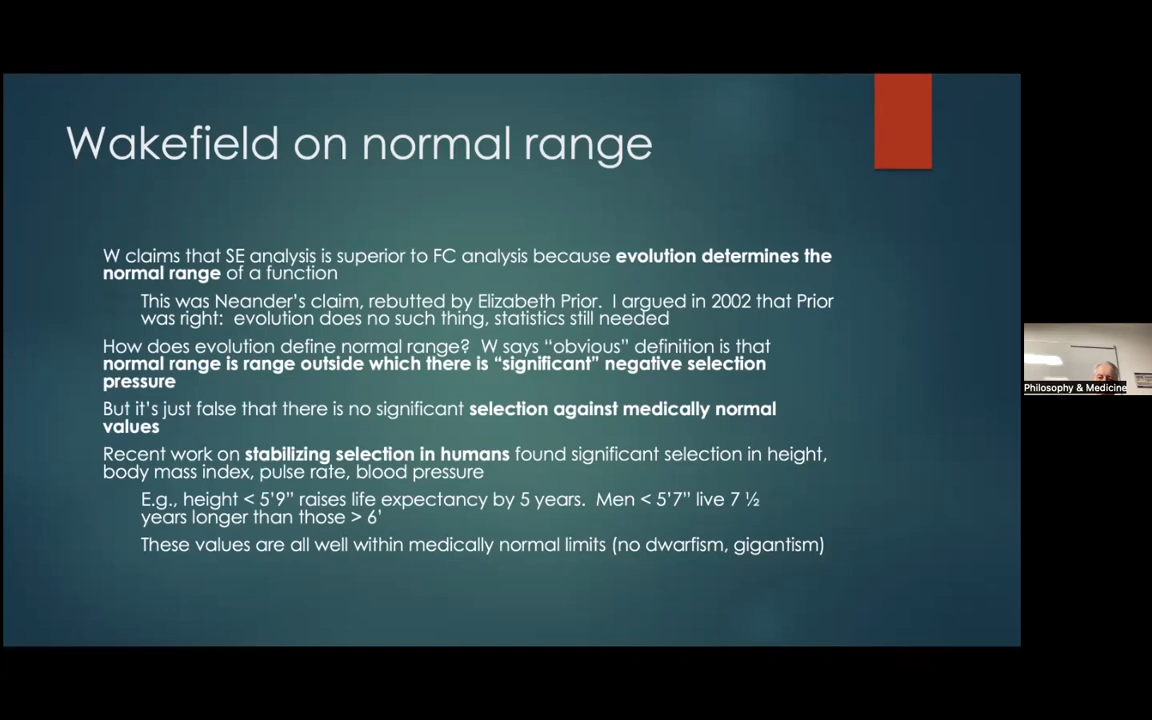 Wakefield on normal range
W claims that SE analysis is superior to FC analysis because evolution determines the
normal range of a function
This was Neander's claim, rebutted by Elizabeth Prior. I argued in 2002 that Prior
was right: evolution does no such thing, statistics still needed
How does evolution define normal range? W says "obvious" definition is that
normal range is range outside which there is "significant" negative selection
pressure
But it's just false that there is no significant selection against medically normal
values
Recent work on stabilizing selection in humans found significant selection in height,
body mass index, pulse rate, blood pressure
E.g., height < 5'9" raises life expectancy by 5 years. Men < 5'7" live 7 ½
years longer than those > 6'
These values are all well within medically normal limits (no dwarfism, gigantism)
Philosophy & Medicine